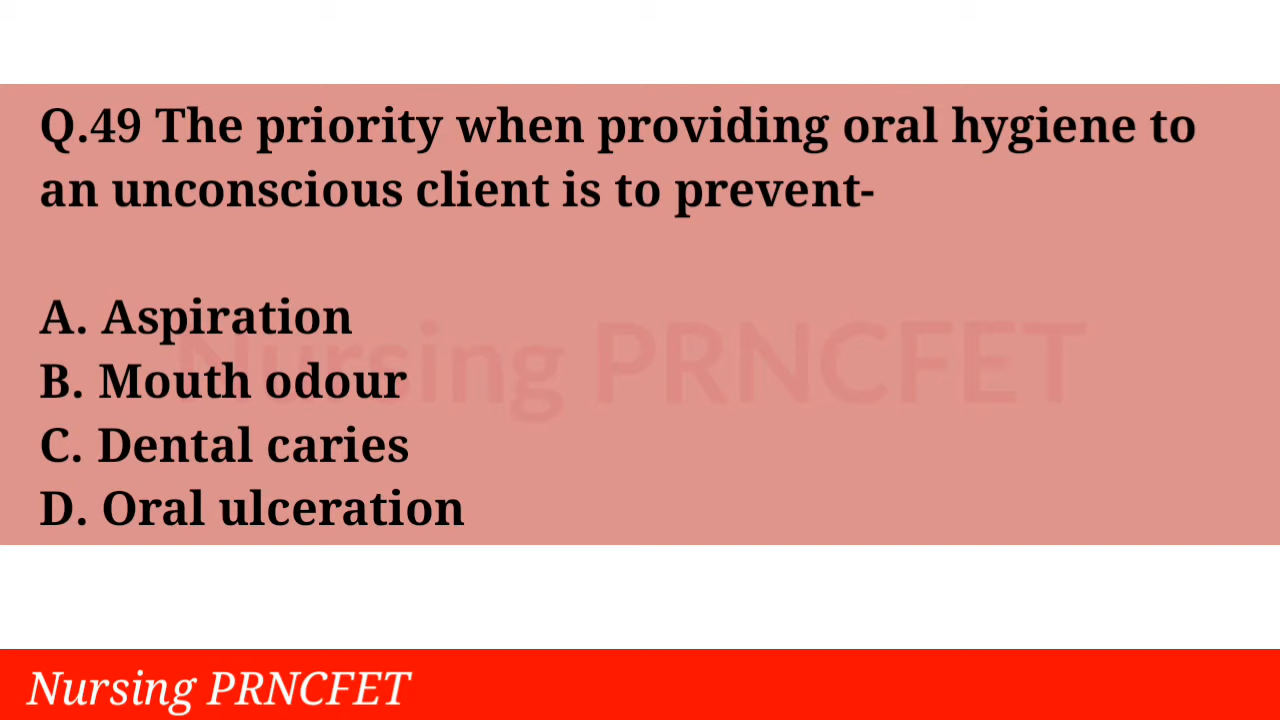 Q.49 The priority when providing oral hygiene to
an unconscious client is to prevent-
A. Aspiration
Nursing PRNCFET
B. Mouth odour
C. Dental caries
D. Oral ulceration
Nursing PRNCFET